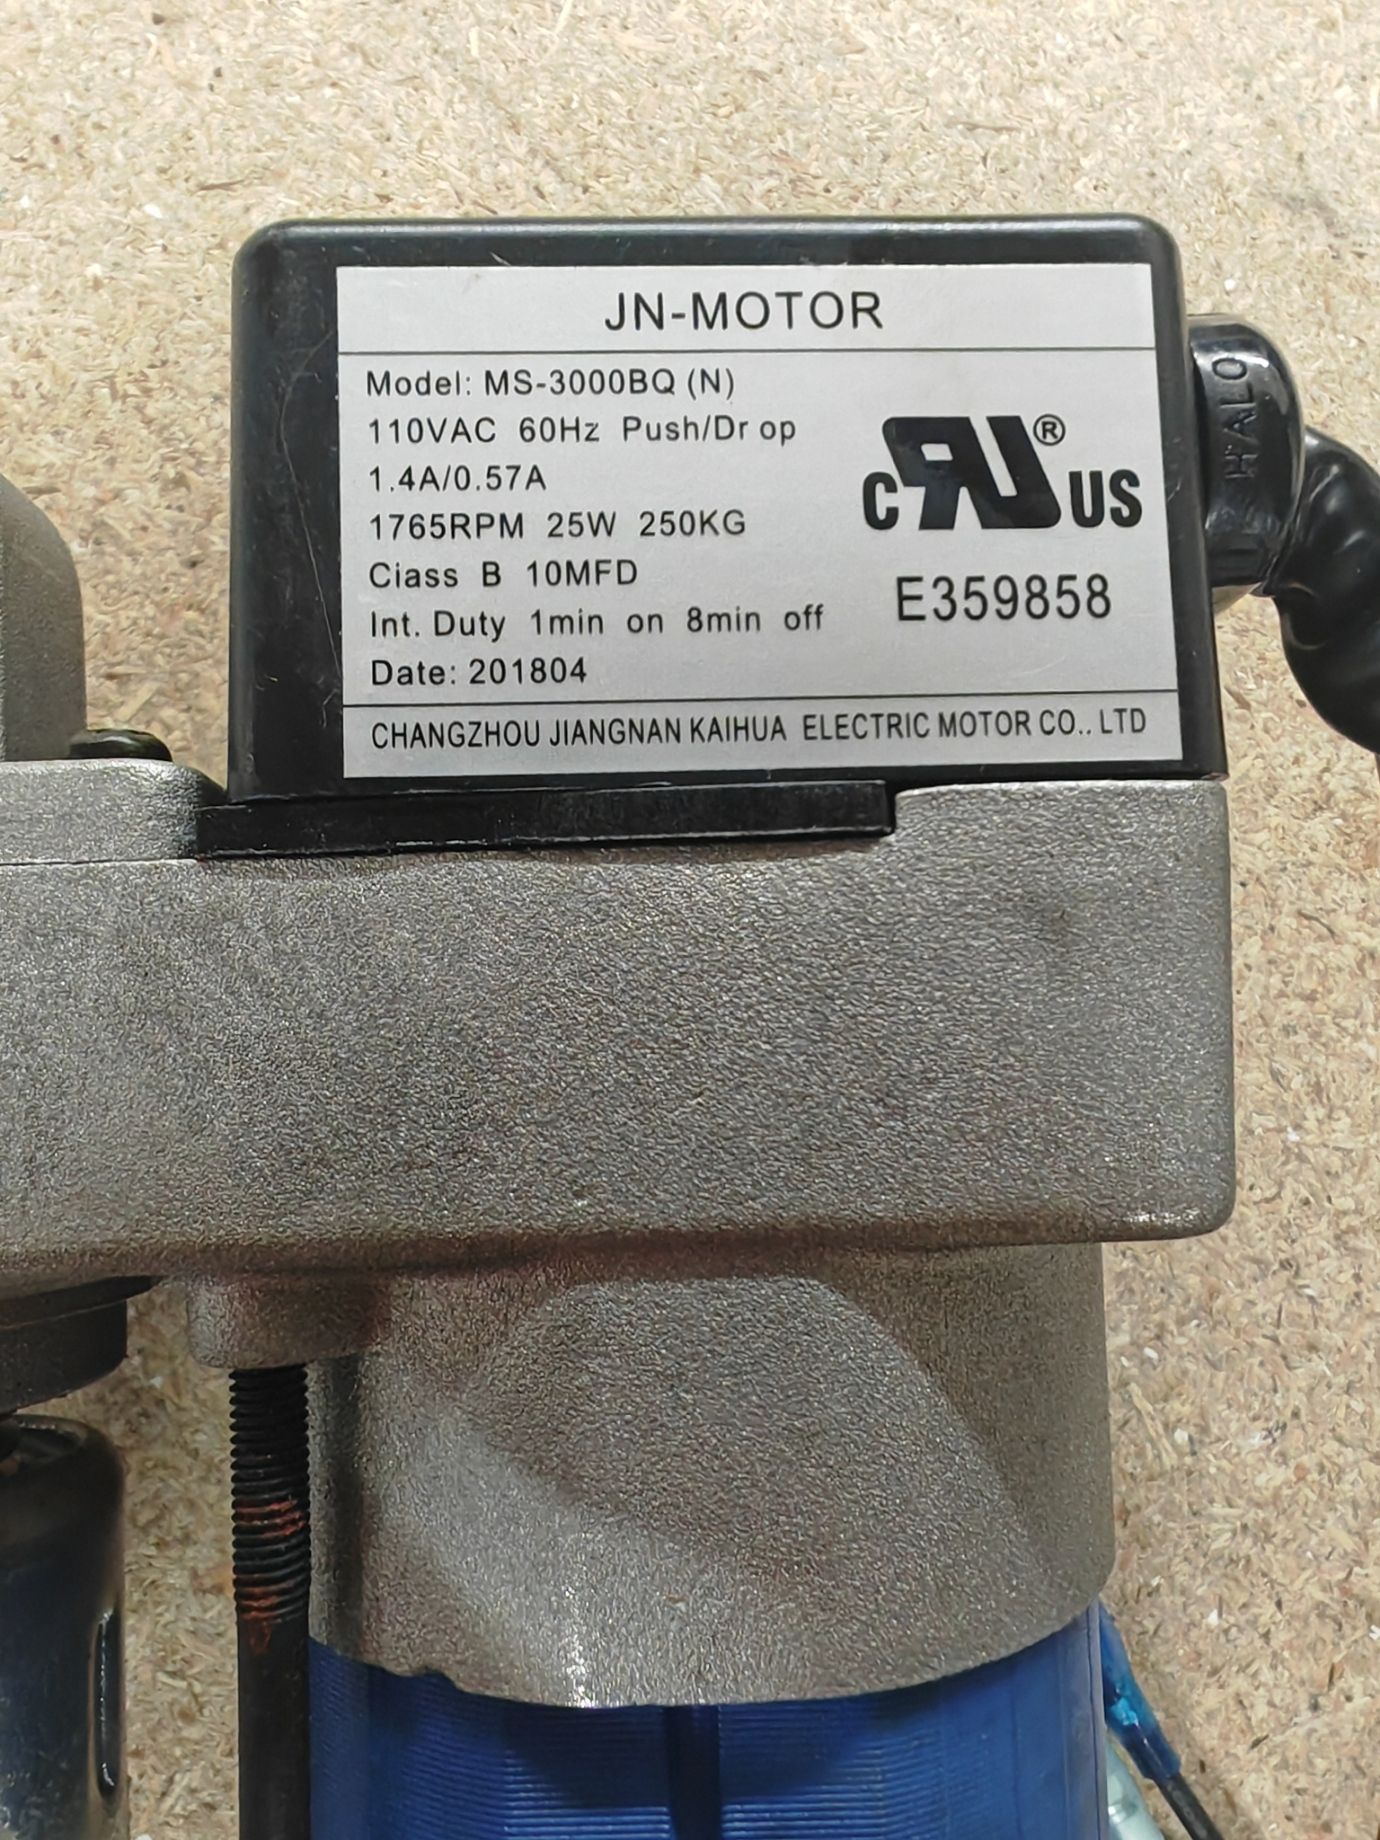 JN-MOTOR
Model: MS-3000BQ (N)
110VAC 60Hz Push/Dr op
1.4A/0.57A
1765RPM 25W 250KG
Ciass B 10MFD
Int. Duty 1min on 8min off
Date: 201804
c RU ® US
E359858
CHANGZHOU JIANGNAN KAIHUA ELECTRIC MOTOR CO.. LTD